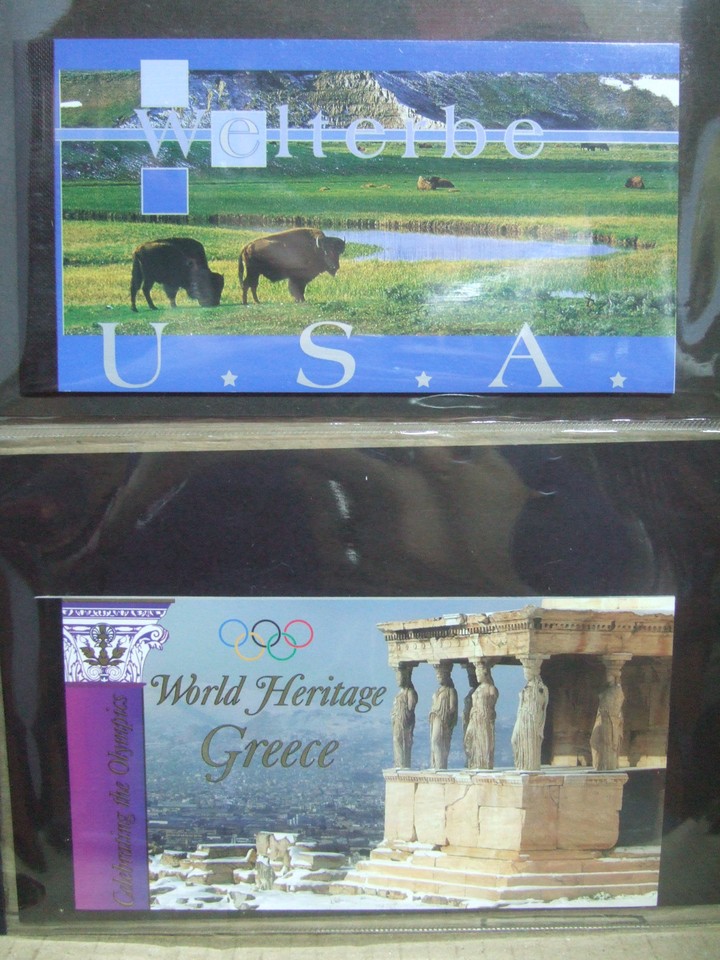 Welterbe
U.S.A.
World Heritage
Greece
Celebrating the Olympics